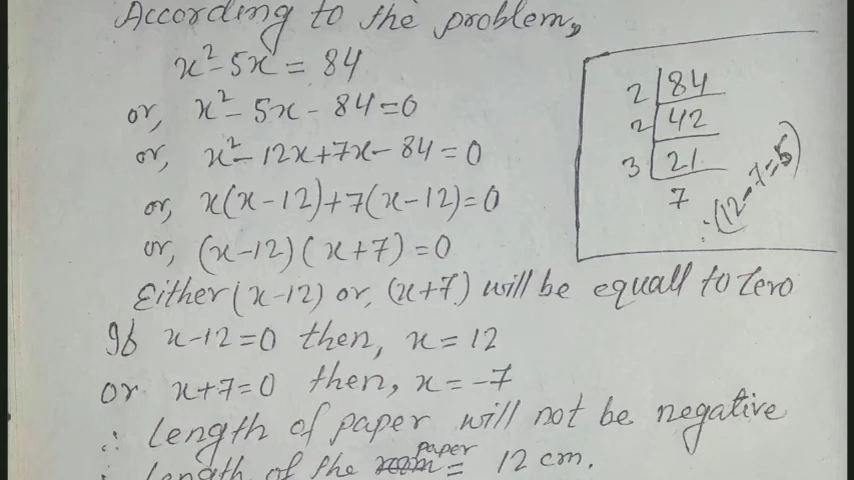 According to the problem,
x² - 5x = 84
or, x² - 5x - 84 = 0
or, x² - 12x + 7x - 84 = 0
or, x(x - 12) + 7(x - 12) = 0
or, (x - 12)(x + 7) = 0
Either (x - 12) or, (x + 7) will be equall to zero
If x - 12 = 0 then, x = 12
or x + 7 = 0 then, x = -7
∴ Length of paper will not be negative
∴ Length of the paper = 12 cm.
2 | 84
2 | 42
3 | 21
7
∴ (12 - 7 = 5)